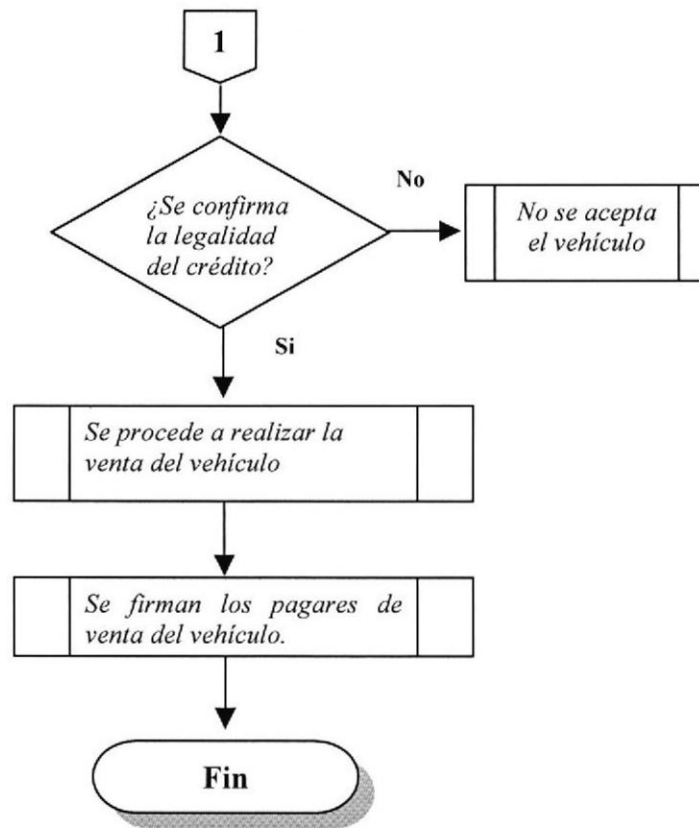 1
¿Se confirma
la legalidad
del crédito?
No
No se acepta
el vehículo
Si
Se procede a realizar la
venta del vehículo
Se firman los pagares de
venta del vehículo.
Fin